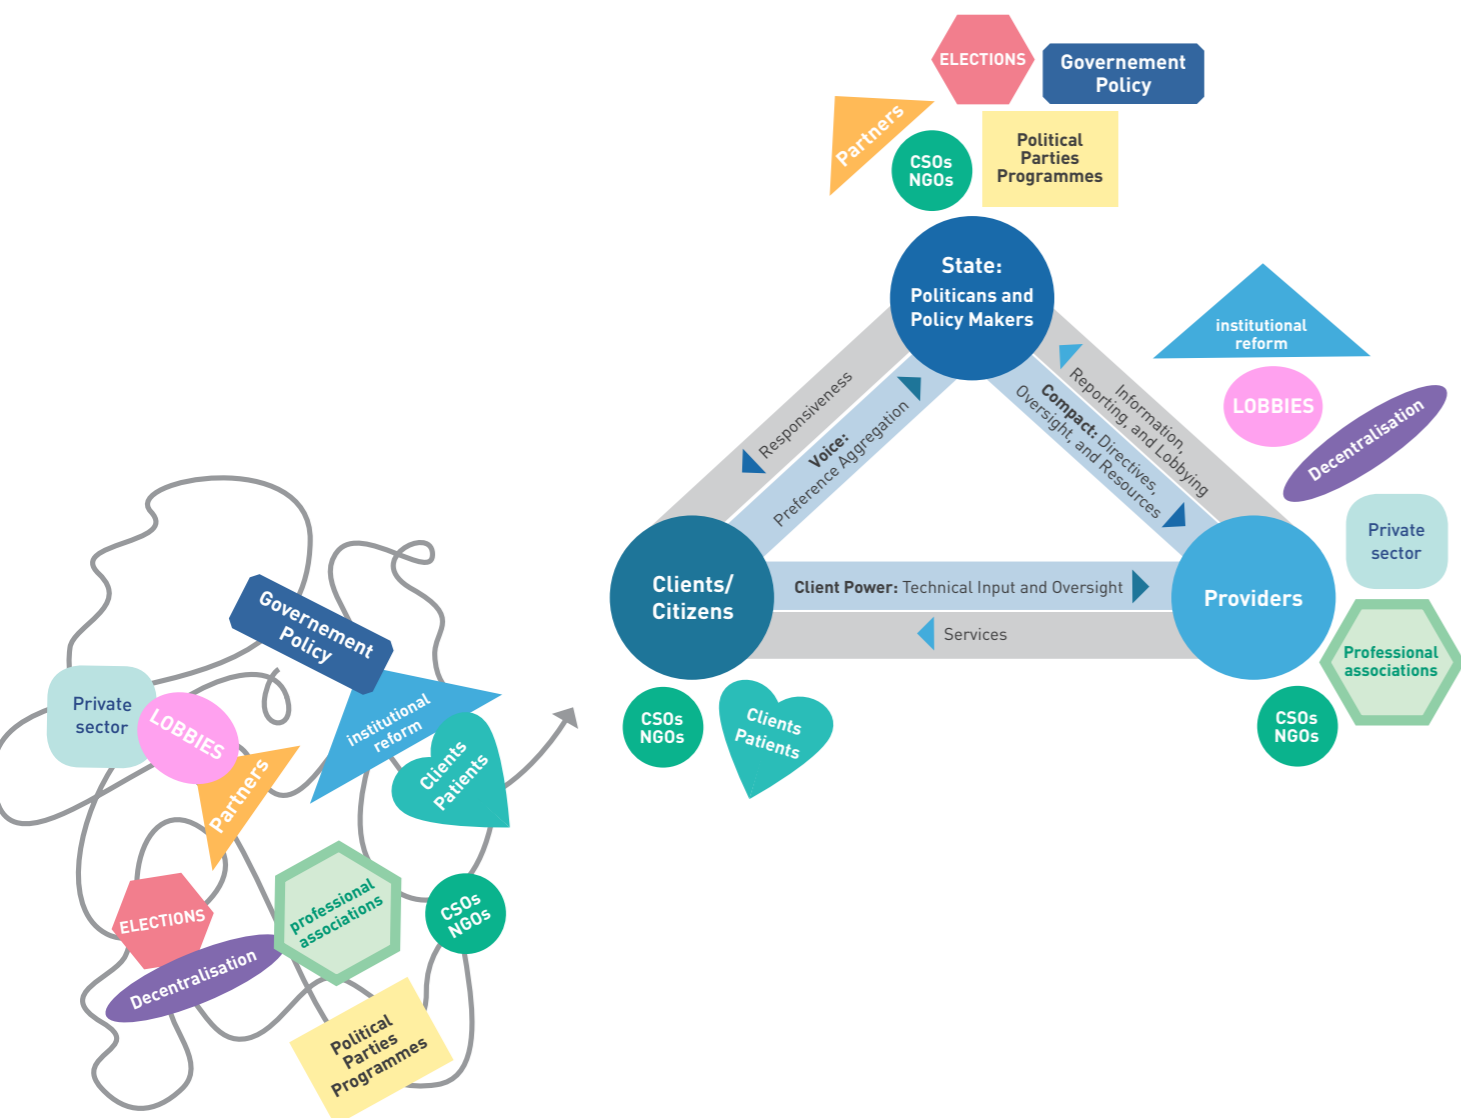 ELECTIONS
Governement
Policy
Partners
CSOs
NGOs
Political
Parties
Programmes
State:
Politicans and
Policy Makers
institutional
reform
LOBBIES
Decentralisation
Private
sector
Professional
associations
CSOs
NGOs
Responsiveness
Voice:
Preference Aggregation
Information,
Reporting, and Lobbying
Compact: Directives,
Oversight, and Resources
Clients/
Citizens
Client Power: Technical Input and Oversight
Services
Providers
CSOs
NGOs
Clients
Patients
Governement
Policy
Private
sector
LOBBIES
Partners
institutional
reform
Clients
Patients
ELECTIONS
Decentralisation
professional
associations
CSOs
NGOs
Political
Parties
Programmes